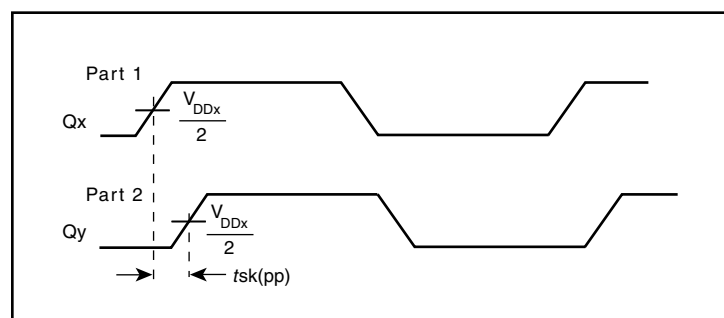 Part 1
Qx
VDDx
2
Part 2
Qy
VDDx
2
tsk(pp)